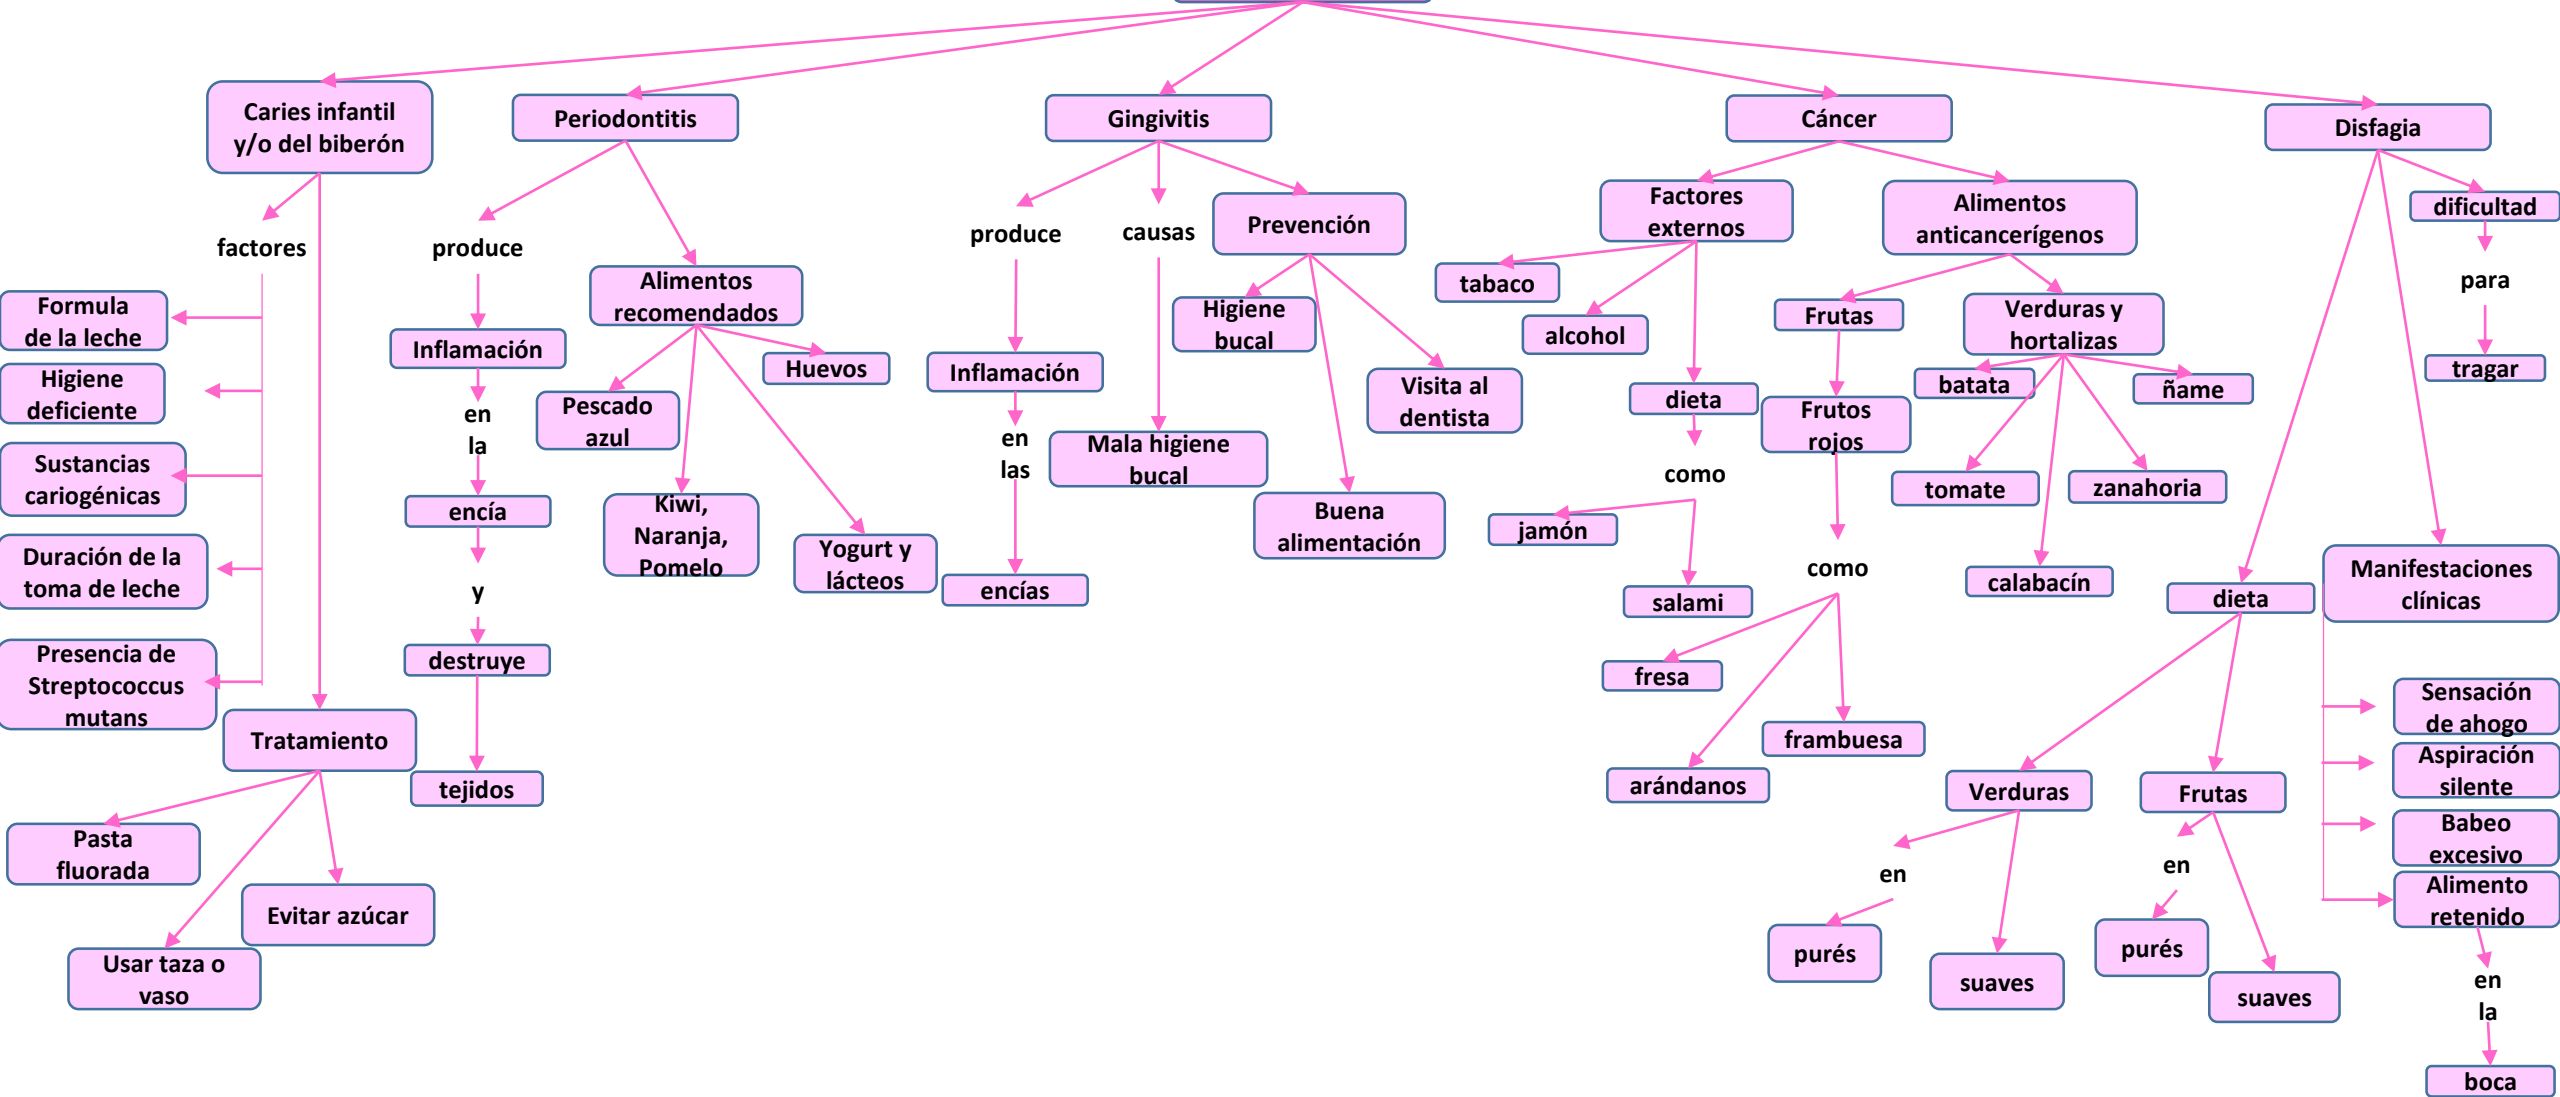 Caries infantil
y/o del biberón
Periodontitis
Gingivitis
Cáncer
Disfagia
factores
Formula
de la leche
Higiene
deficiente
Sustancias
cariogénicas
Duración de la
toma de leche
Presencia de
Streptococcus
mutans
Tratamiento
Pasta
fluorada
Evitar azúcar
Usar taza o
vaso
produce
Inflamación
en
la
encía
y
destruye
tejidos
Alimentos
recomendados
Huevos
Pescado
azul
Kiwi,
Naranja,
Pomelo
Yogurt y
lácteos
produce
Inflamación
en
las
encías
causas
Mala higiene
bucal
Prevención
Higiene
bucal
Visita al
dentista
Buena
alimentación
Factores
externos
tabaco
alcohol
dieta
como
jamón
salami
Alimentos
anticancerígenos
Frutas
Frutos
rojos
como
fresa
frambuesa
arándanos
Verduras y
hortalizas
batata
ñame
tomate
zanahoria
calabacín
dificultad
para
tragar
dieta
Verduras
en
purés
suaves
Frutas
en
purés
suaves
Manifestaciones
clínicas
Sensación
de ahogo
Aspiración
silente
Babeo
excesivo
Alimento
retenido
en
la
boca